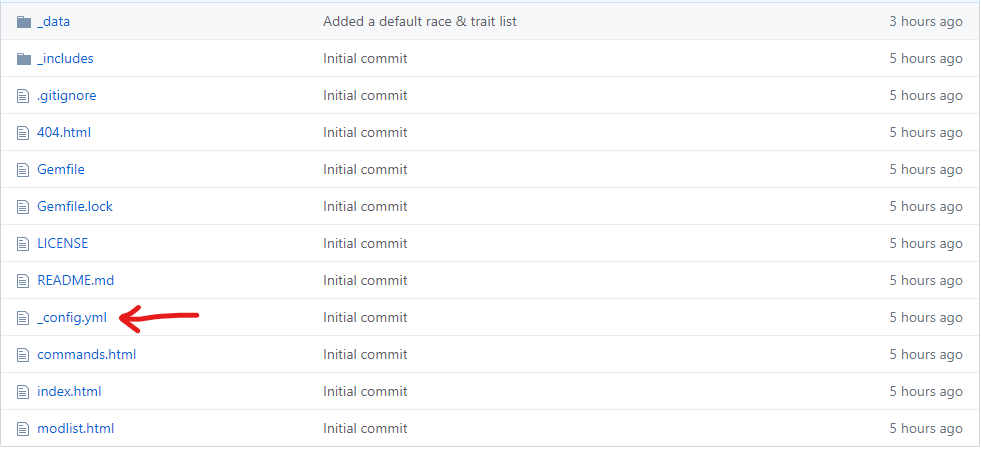 _data Added a default race & trait list 3 hours ago
_includes Initial commit 5 hours ago
.gitignore Initial commit 5 hours ago
404.html Initial commit 5 hours ago
Gemfile Initial commit 5 hours ago
Gemfile.lock Initial commit 5 hours ago
LICENSE Initial commit 5 hours ago
README.md Initial commit 5 hours ago
_config.yml Initial commit 5 hours ago
commands.html Initial commit 5 hours ago
index.html Initial commit 5 hours ago
modlist.html Initial commit 5 hours ago